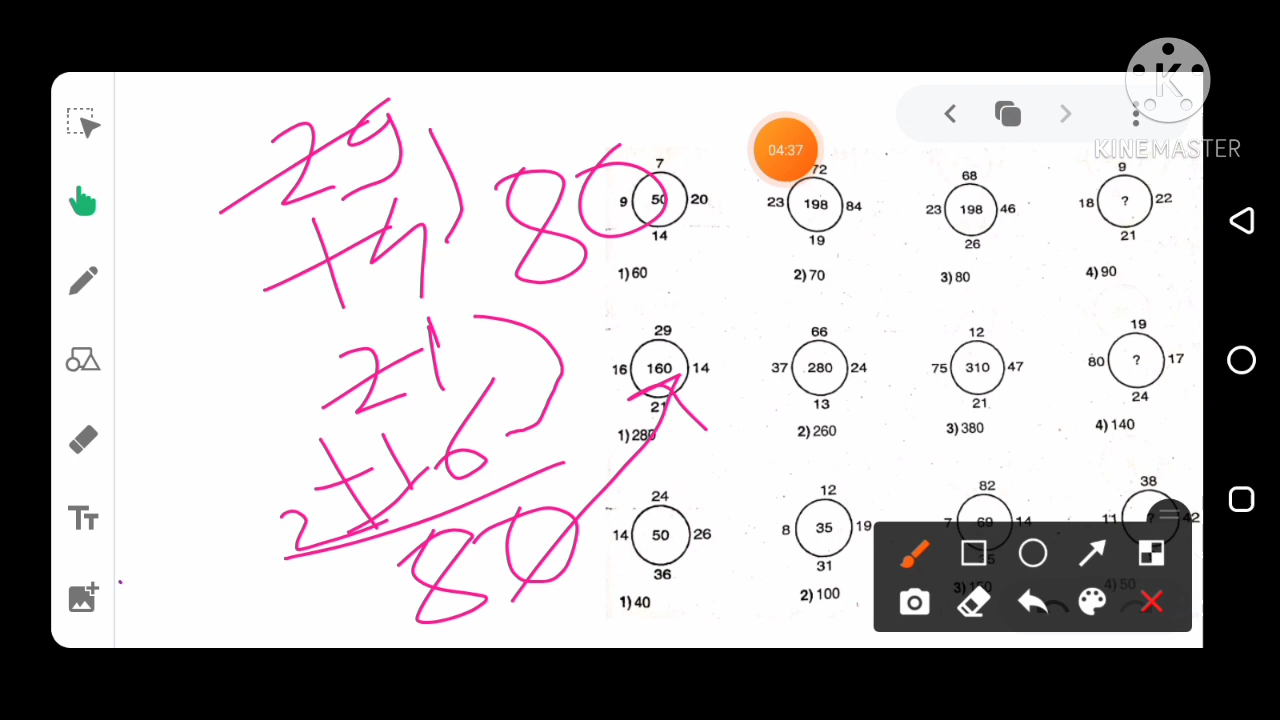 KINEMASTER
04:37
7
9 50 20
14
72
23 198 84
19
68
23 198 46
26
9
18 ? 22
21
1) 60
2) 70
3) 80
4) 90
29
16 160 14
21
66
37 280 24
13
12
75 310 47
21
19
80 ? 17
24
1) 280
2) 260
3) 380
4) 140
24
14 50 26
36
12
8 35 19
31
82
7 69 14
38
11 ? 42
1) 40
2) 100
4) 50
29
80
21
+16
2
80
TT
K